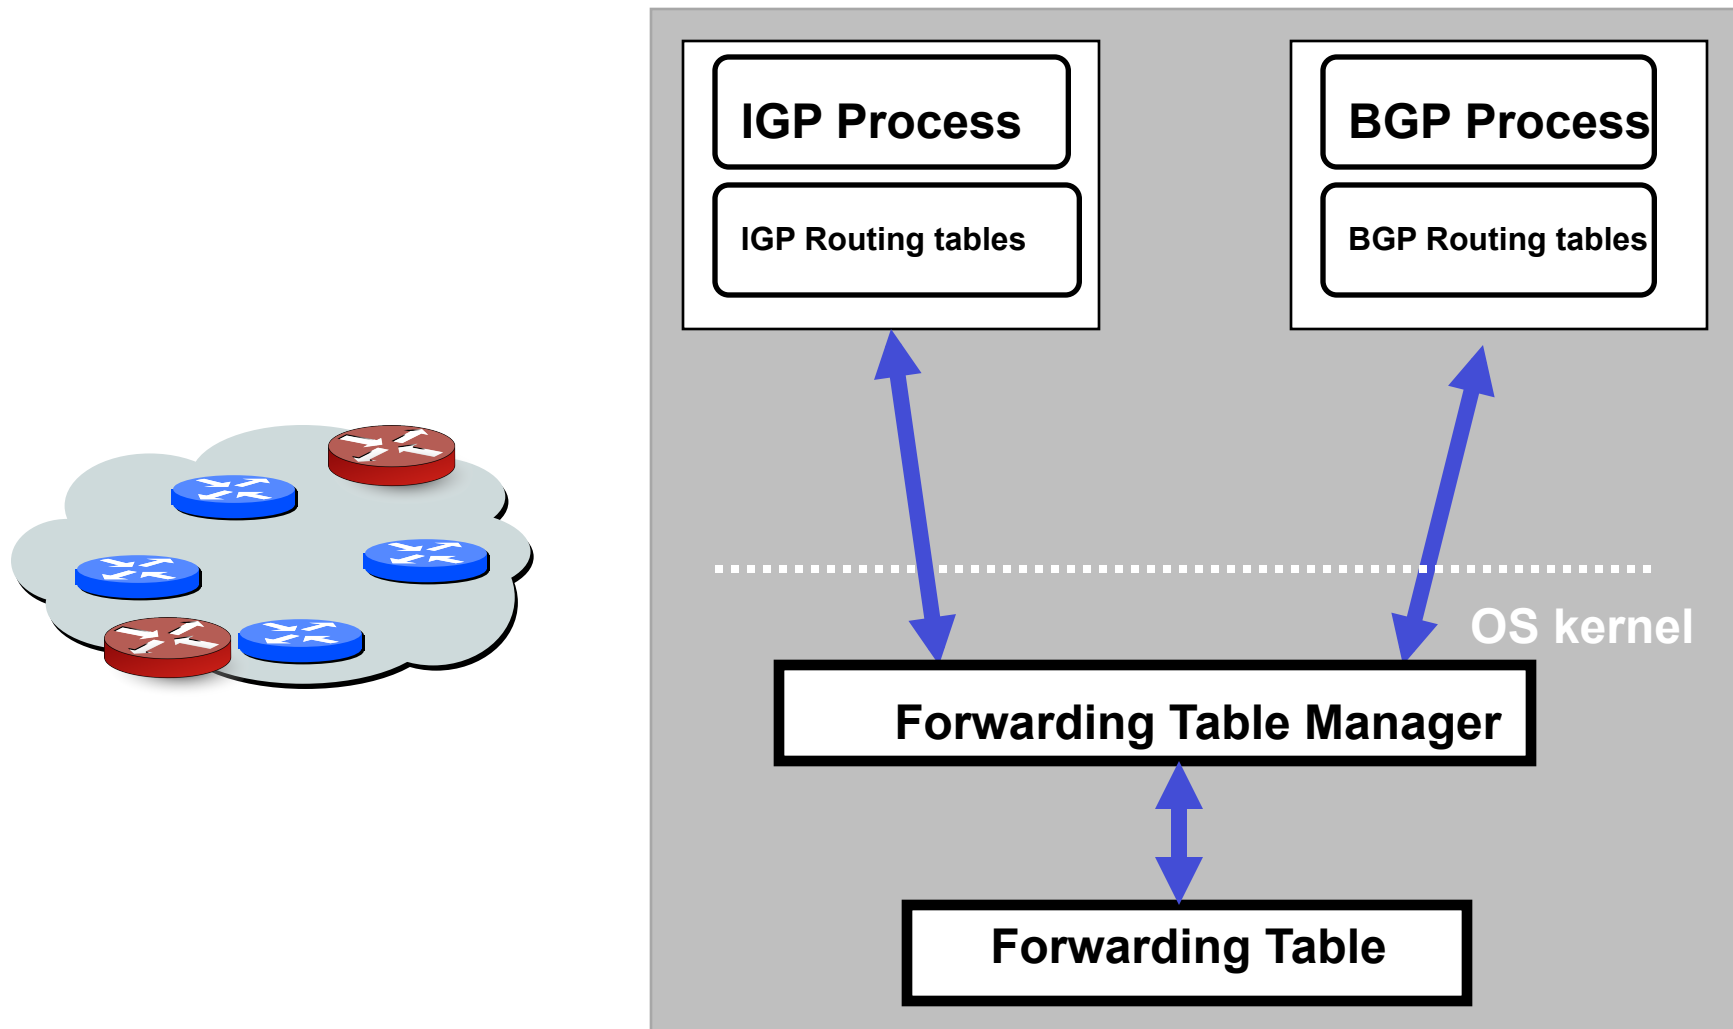 IGP Process
BGP Process
IGP Routing tables
BGP Routing tables
OS kernel
Forwarding Table Manager
Forwarding Table